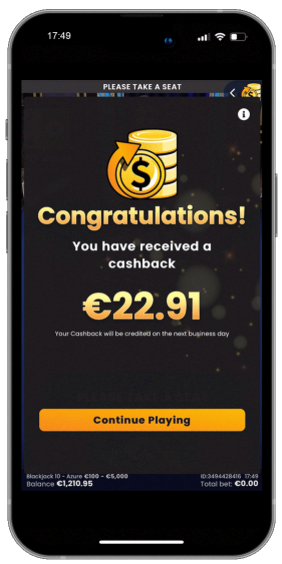 17:49
PLEASE TAKE A SEAT
Congratulations!
You have received a
cashback
€22.91
Your Cashback will be credited on the next business day
Continue Playing
Blackjack 10 - Azure €100 - €5,000
ID:3494428416 17:49
Balance €1,210.95
Total bet: €0.00